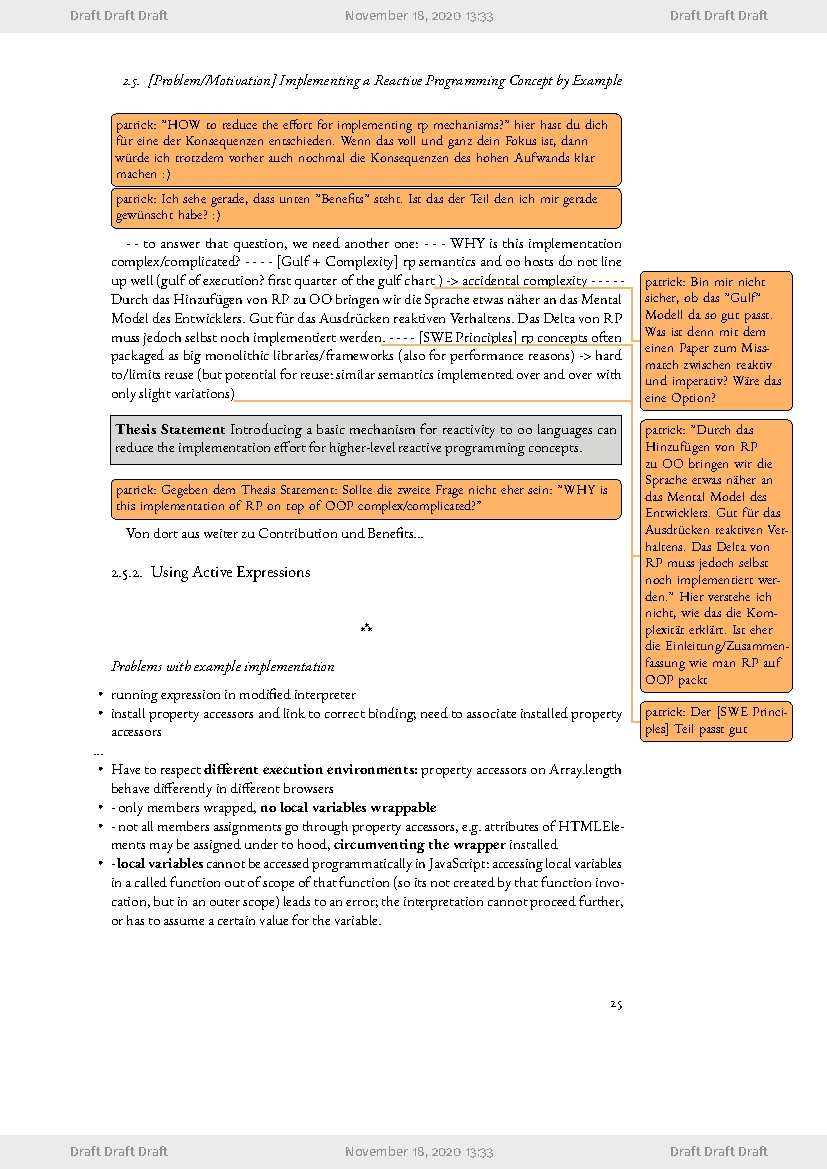 Draft Draft Draft November 18, 2020 13:33 Draft Draft Draft
2.5. [Problem/Motivation] Implementing a Reactive Programming Concept by Example
patrick: "HOW to reduce the effort for implementing rp mechanisms?" hier hast du dich
für eine der Konsequenzen entschieden. Wenn das voll und ganz dein Fokus ist, dann
würde ich trotzdem vorher auch nochmal die Konsequenzen des hohen Aufwands klar
machen :)
patrick: Ich sehe gerade, dass unten "Benefits" steht. Ist das der Teil den ich mir gerade
gewünscht habe? :)
- - to answer that question, we need another one: - - - WHY is this implementation
complex/complicated? - - - - [Gulf + Complexity] rp semantics and oo hosts do not line
up well (gulf of execution? first quarter of the gulf chart ) -> accidental complexity - - - - -
Durch das Hinzufügen von RP zu OO bringen wir die Sprache etwas näher an das Mental
Model des Entwicklers. Gut für das Ausdrücken reaktiven Verhaltens. Das Delta von RP
muss jedoch selbst noch implementiert werden. - - - - [SWE Principles] rp concepts often
packaged as big monolithic libraries/frameworks (also for performance reasons) -> hard
to/limits reuse (but potential for reuse: similar semantics implemented over and over with
only slight variations)
Thesis Statement Introducing a basic mechanism for reactivity to oo languages can
reduce the implementation effort for higher-level reactive programming concepts.
patrick: Gegeben dem Thesis Statement: Sollte die zweite Frage nicht eher sein: "WHY is
this implementation of RP on top of OOP complex/complicated?"
Von dort aus weiter zu Contribution und Benefits...
2.5.2. Using Active Expressions
⁂
Problems with example implementation
• running expression in modified interpreter
• install property accessors and link to correct binding; need to associate installed property
accessors
...
• Have to respect different execution environments: property accessors on Array.length
behave differently in different browsers
• - only members wrapped, no local variables wrappable
• - not all members assignments go through property accessors, e.g. attributes of HTMLEle-
ments may be assigned under to hood, circumventing the wrapper installed
• - local variables cannot be accessed programmatically in JavaScript: accessing local variables
in a called function out of scope of that function (so its not created by that function invo-
cation, but in an outer scope) leads to an error; the interpretation cannot proceed further,
or has to assume a certain value for the variable.
patrick: Bin mir nicht
sicher, ob das "Gulf"
Modell da so gut passt.
Was ist denn mit dem
einen Paper zum Miss-
match zwischen reaktiv
und imperativ? Wäre das
eine Option?
patrick: "Durch das
Hinzufügen von RP
zu OO bringen wir die
Sprache etwas näher an
das Mental Model des
Entwicklers. Gut für das
Ausdrücken reaktiven Ver-
haltens. Das Delta von
RP muss jedoch selbst
noch implementiert wer-
den." Hier verstehe ich
nicht, wie das die Kom-
plexität erklärt. Ist eher
die Einleitung/Zusammen-
fassung wie man RP auf
OOP packt
patrick: Der [SWE Princi-
ples] Teil passt gut
25
Draft Draft Draft November 18, 2020 13:33 Draft Draft Draft